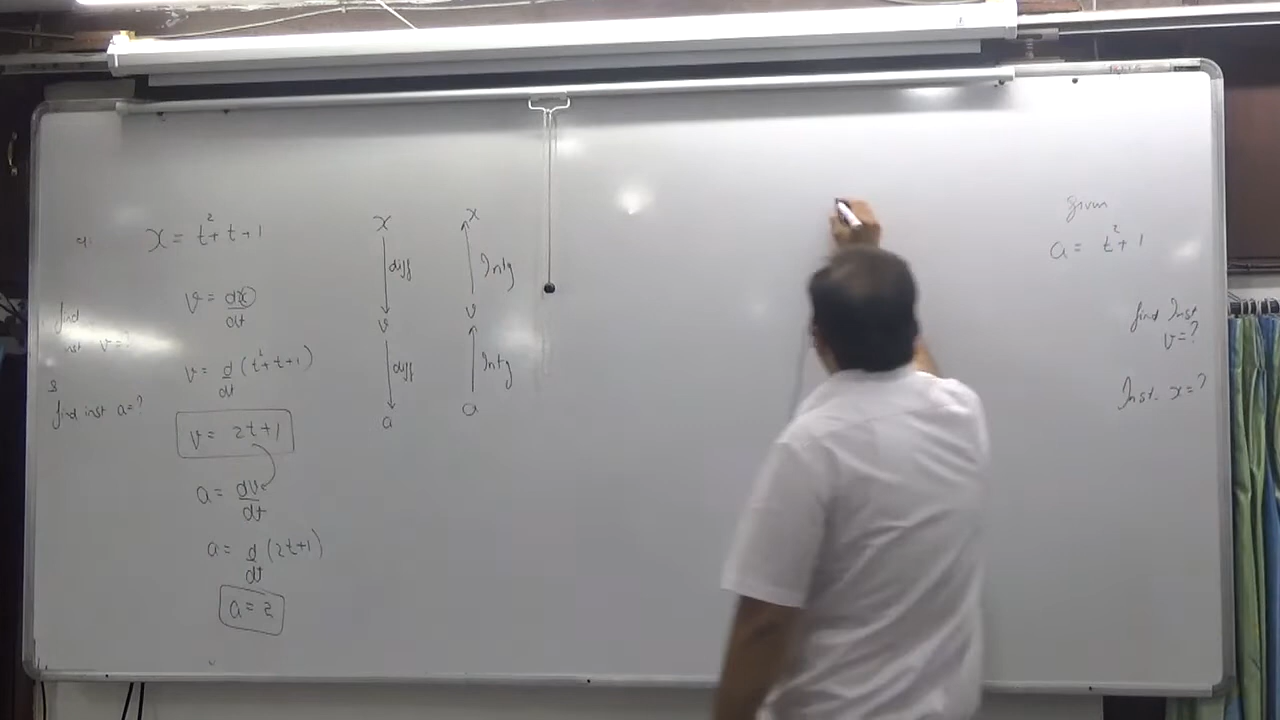 q.
x = t² + t + 1
find
inst v = ?
&
find inst a = ?
v = dx/dt
v = d/dt (t² + t + 1)
v = 2t+1
a = dv/dt
a = d/dt (2t+1)
a = 2
x
diff
v
diff
a
x
Intg
v
Intg
a
given
a = t² + 1
find Inst
v = ?
Inst. x = ?